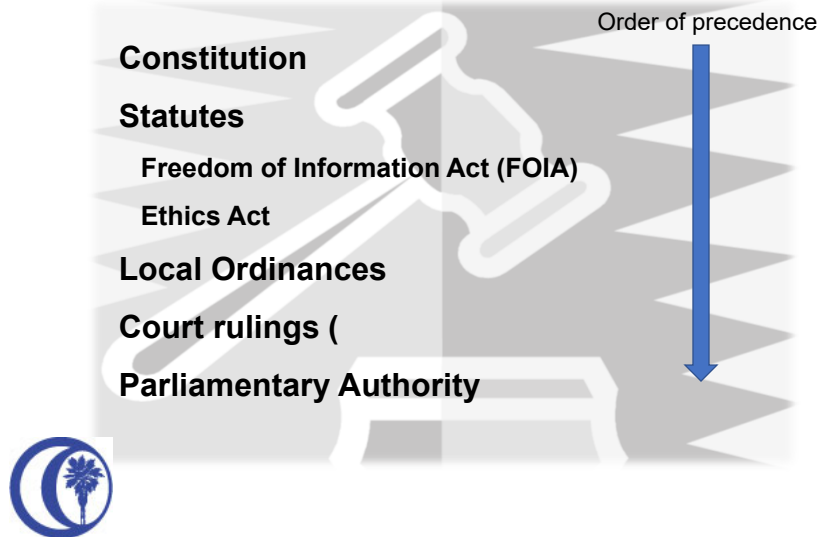 Order of precedence
Constitution
Statutes
Freedom of Information Act (FOIA)
Ethics Act
Local Ordinances
Court rulings (
Parliamentary Authority